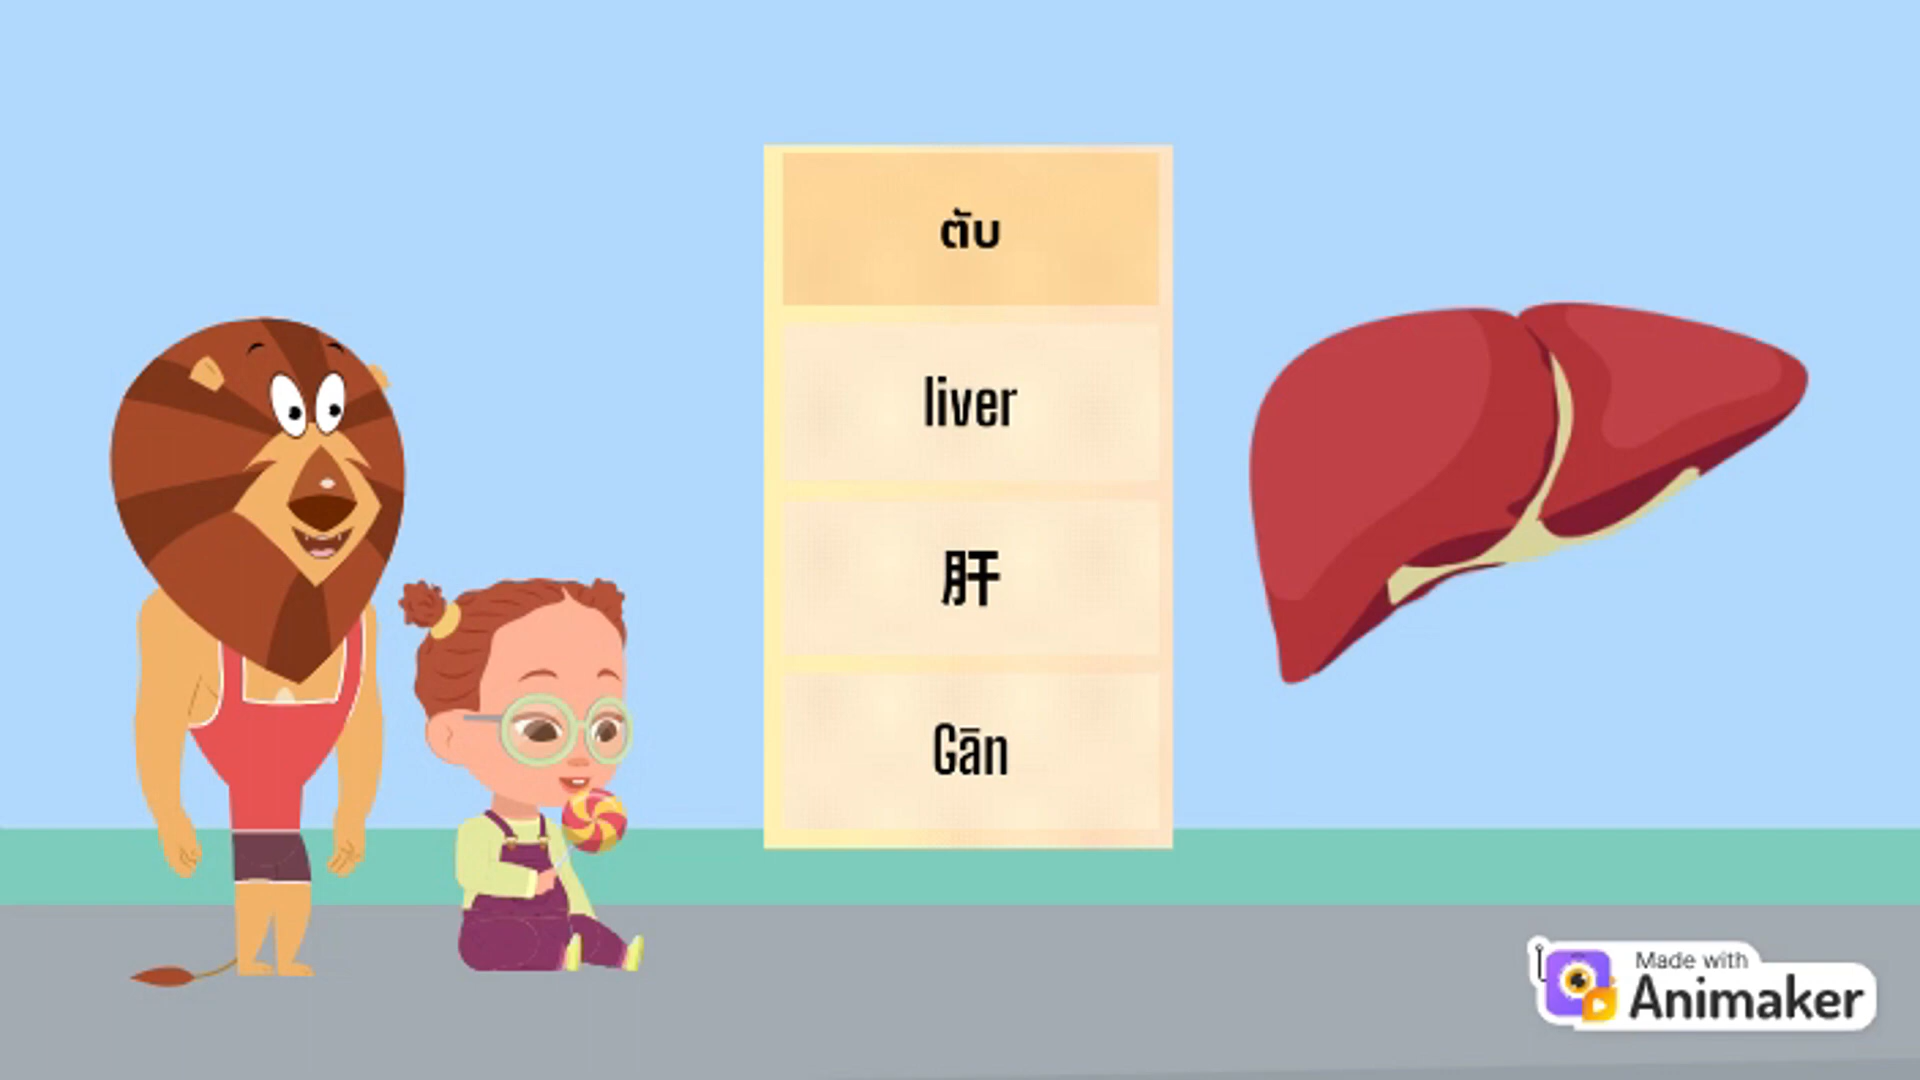 ตับ
liver
肝
Gān
Made with
Animaker